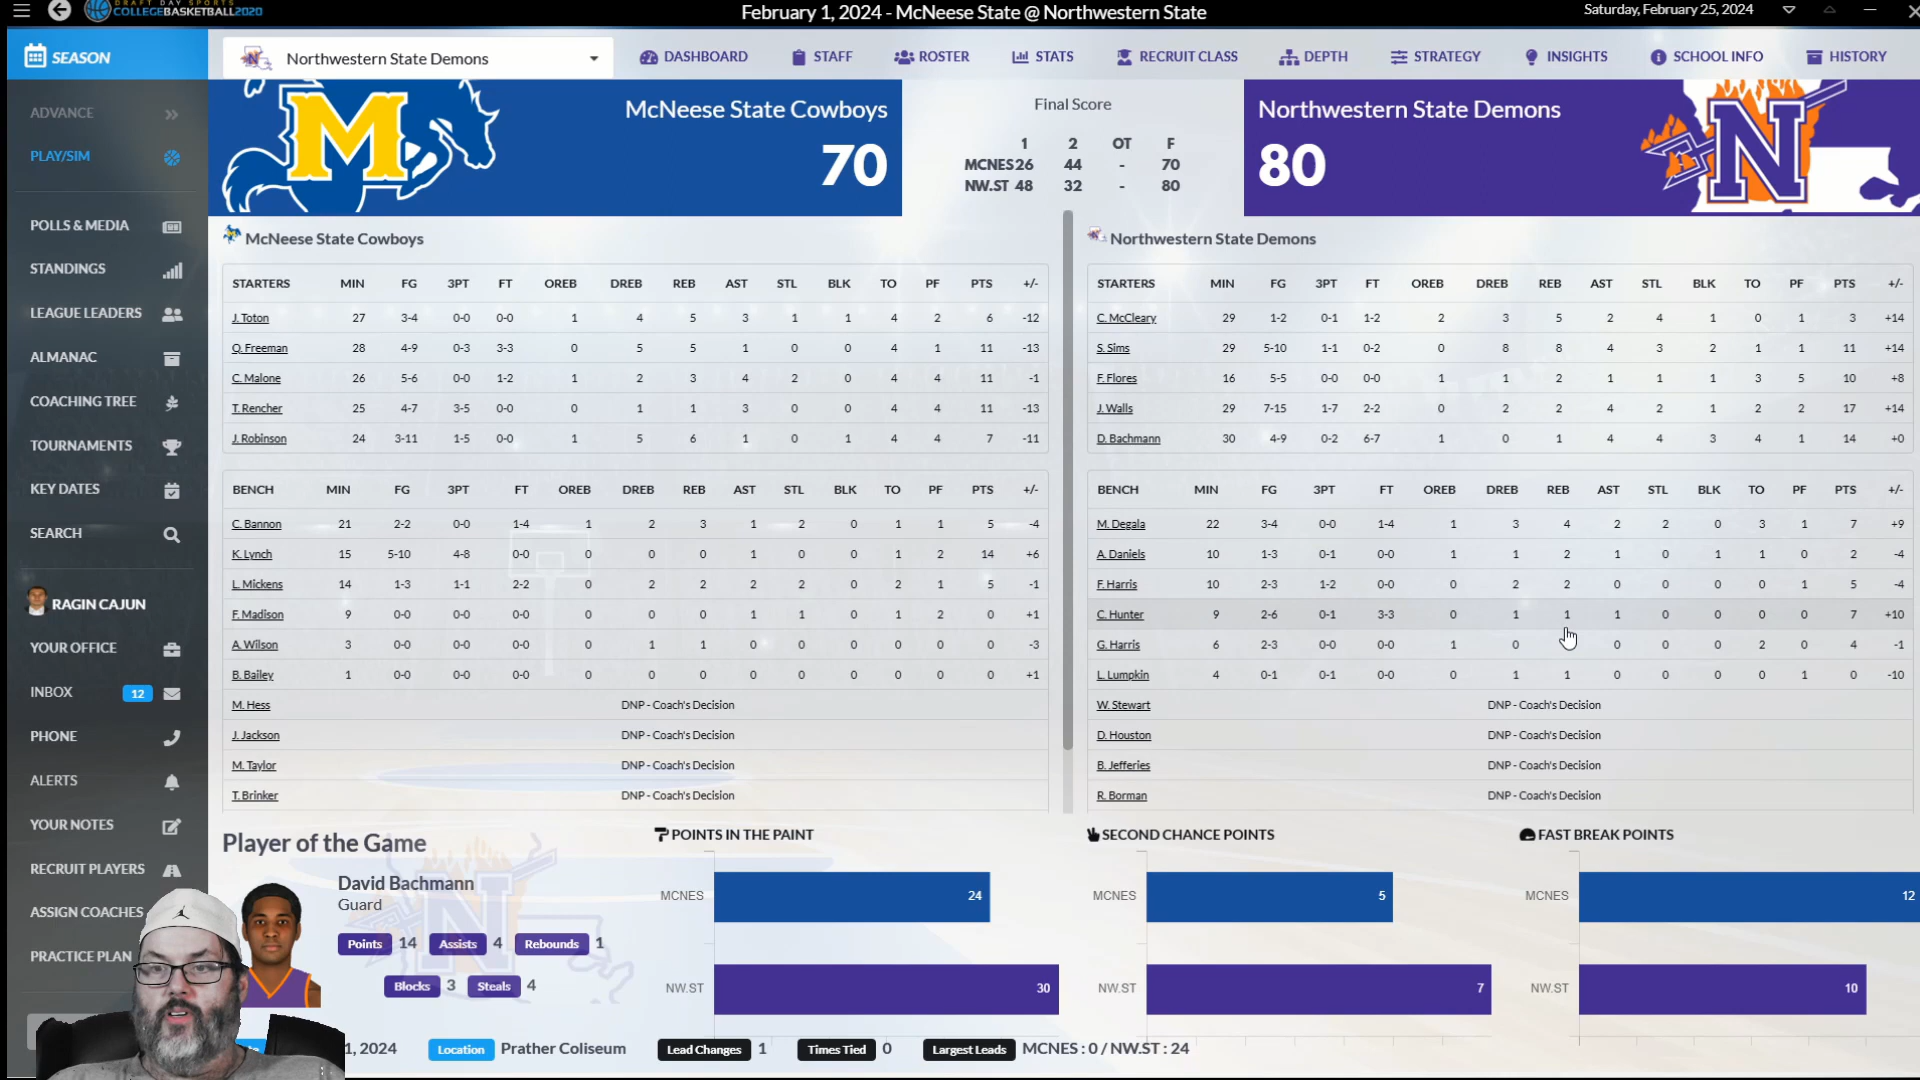 DRAFT DAY SPORTS
COLLEGE BASKETBALL 2020
February 1, 2024 - McNeese State @ Northwestern State
Saturday, February 25, 2024
SEASON
Northwestern State Demons
DASHBOARD STAFF ROSTER STATS RECRUIT CLASS DEPTH STRATEGY INSIGHTS SCHOOL INFO HISTORY
ADVANCE
PLAY/SIM
POLLS & MEDIA
STANDINGS
LEAGUE LEADERS
ALMANAC
COACHING TREE
TOURNAMENTS
KEY DATES
SEARCH
RAGIN CAJUN
YOUR OFFICE
INBOX 12
PHONE
ALERTS
YOUR NOTES
RECRUIT PLAYERS
ASSIGN COACHES
PRACTICE PLAN
M
McNeese State Cowboys
70
Final Score
1 2 OT F
MCNES 26 44 - 70
NW.ST 48 32 - 80
Northwestern State Demons
80
N
McNeese State Cowboys
STARTERS MIN FG 3PT FT OREB DREB REB AST STL BLK TO PF PTS +/-
J. Toton 27 3-4 0-0 0-0 1 4 5 3 1 1 4 2 6 -12
Q. Freeman 28 4-9 0-3 3-3 0 5 5 1 0 0 4 1 11 -13
C. Malone 26 5-6 0-0 1-2 1 2 3 4 2 0 4 4 11 -1
T. Rencher 25 4-7 3-5 0-0 0 1 1 3 0 0 4 4 11 -13
J. Robinson 24 3-11 1-5 0-0 1 5 6 1 0 1 4 4 7 -11
BENCH MIN FG 3PT FT OREB DREB REB AST STL BLK TO PF PTS +/-
C. Bannon 21 2-2 0-0 1-4 1 2 3 1 2 0 1 1 5 -4
K. Lynch 15 5-10 4-8 0-0 0 0 0 1 0 0 1 2 14 +6
L. Mickens 14 1-3 1-1 2-2 0 2 2 2 2 0 2 1 5 -1
F. Madison 9 0-0 0-0 0-0 0 0 0 1 1 0 1 2 0 +1
A. Wilson 3 0-0 0-0 0-0 0 1 1 0 0 0 0 0 0 -3
B. Bailey 1 0-0 0-0 0-0 0 0 0 0 0 0 0 0 0 +1
M. Hess DNP - Coach's Decision
J. Jackson DNP - Coach's Decision
M. Taylor DNP - Coach's Decision
T. Brinker DNP - Coach's Decision
Northwestern State Demons
STARTERS MIN FG 3PT FT OREB DREB REB AST STL BLK TO PF PTS +/-
C. McCleary 29 1-2 0-1 1-2 2 3 5 2 4 1 0 1 3 +14
S. Sims 29 5-10 1-1 0-2 0 8 8 4 3 2 1 1 11 +14
F. Flores 16 5-5 0-0 0-0 1 1 2 1 1 1 3 5 10 +8
J. Walls 29 7-15 1-7 2-2 0 2 2 4 2 1 2 2 17 +14
D. Bachmann 30 4-9 0-2 6-7 1 0 1 4 4 3 4 1 14 +0
BENCH MIN FG 3PT FT OREB DREB REB AST STL BLK TO PF PTS +/-
M. Degala 22 3-4 0-0 1-4 1 3 4 2 2 0 3 1 7 +9
A. Daniels 10 1-3 0-1 0-0 1 1 2 1 0 1 1 0 2 -4
F. Harris 10 2-3 1-2 0-0 0 2 2 0 0 0 0 1 5 -4
C. Hunter 9 2-6 0-1 3-3 0 1 1 1 0 0 0 0 7 +10
G. Harris 6 2-3 0-0 0-0 1 0 0 0 0 2 0 4 -1
L. Lumpkin 4 0-1 0-1 0-0 0 1 1 0 0 0 0 1 0 -10
W. Stewart DNP - Coach's Decision
D. Houston DNP - Coach's Decision
B. Jefferies DNP - Coach's Decision
R. Borman DNP - Coach's Decision
Player of the Game
David Bachmann
Guard
Points 14 Assists 4 Rebounds 1
Blocks 3 Steals 4
POINTS IN THE PAINT
MCNES 24
NW.ST 30
SECOND CHANCE POINTS
MCNES 5
NW.ST 7
FAST BREAK POINTS
MCNES 12
NW.ST 10
1, 2024 Location Prather Coliseum Lead Changes 1 Times Tied 0 Largest Leads MCNES : 0 / NW.ST : 24